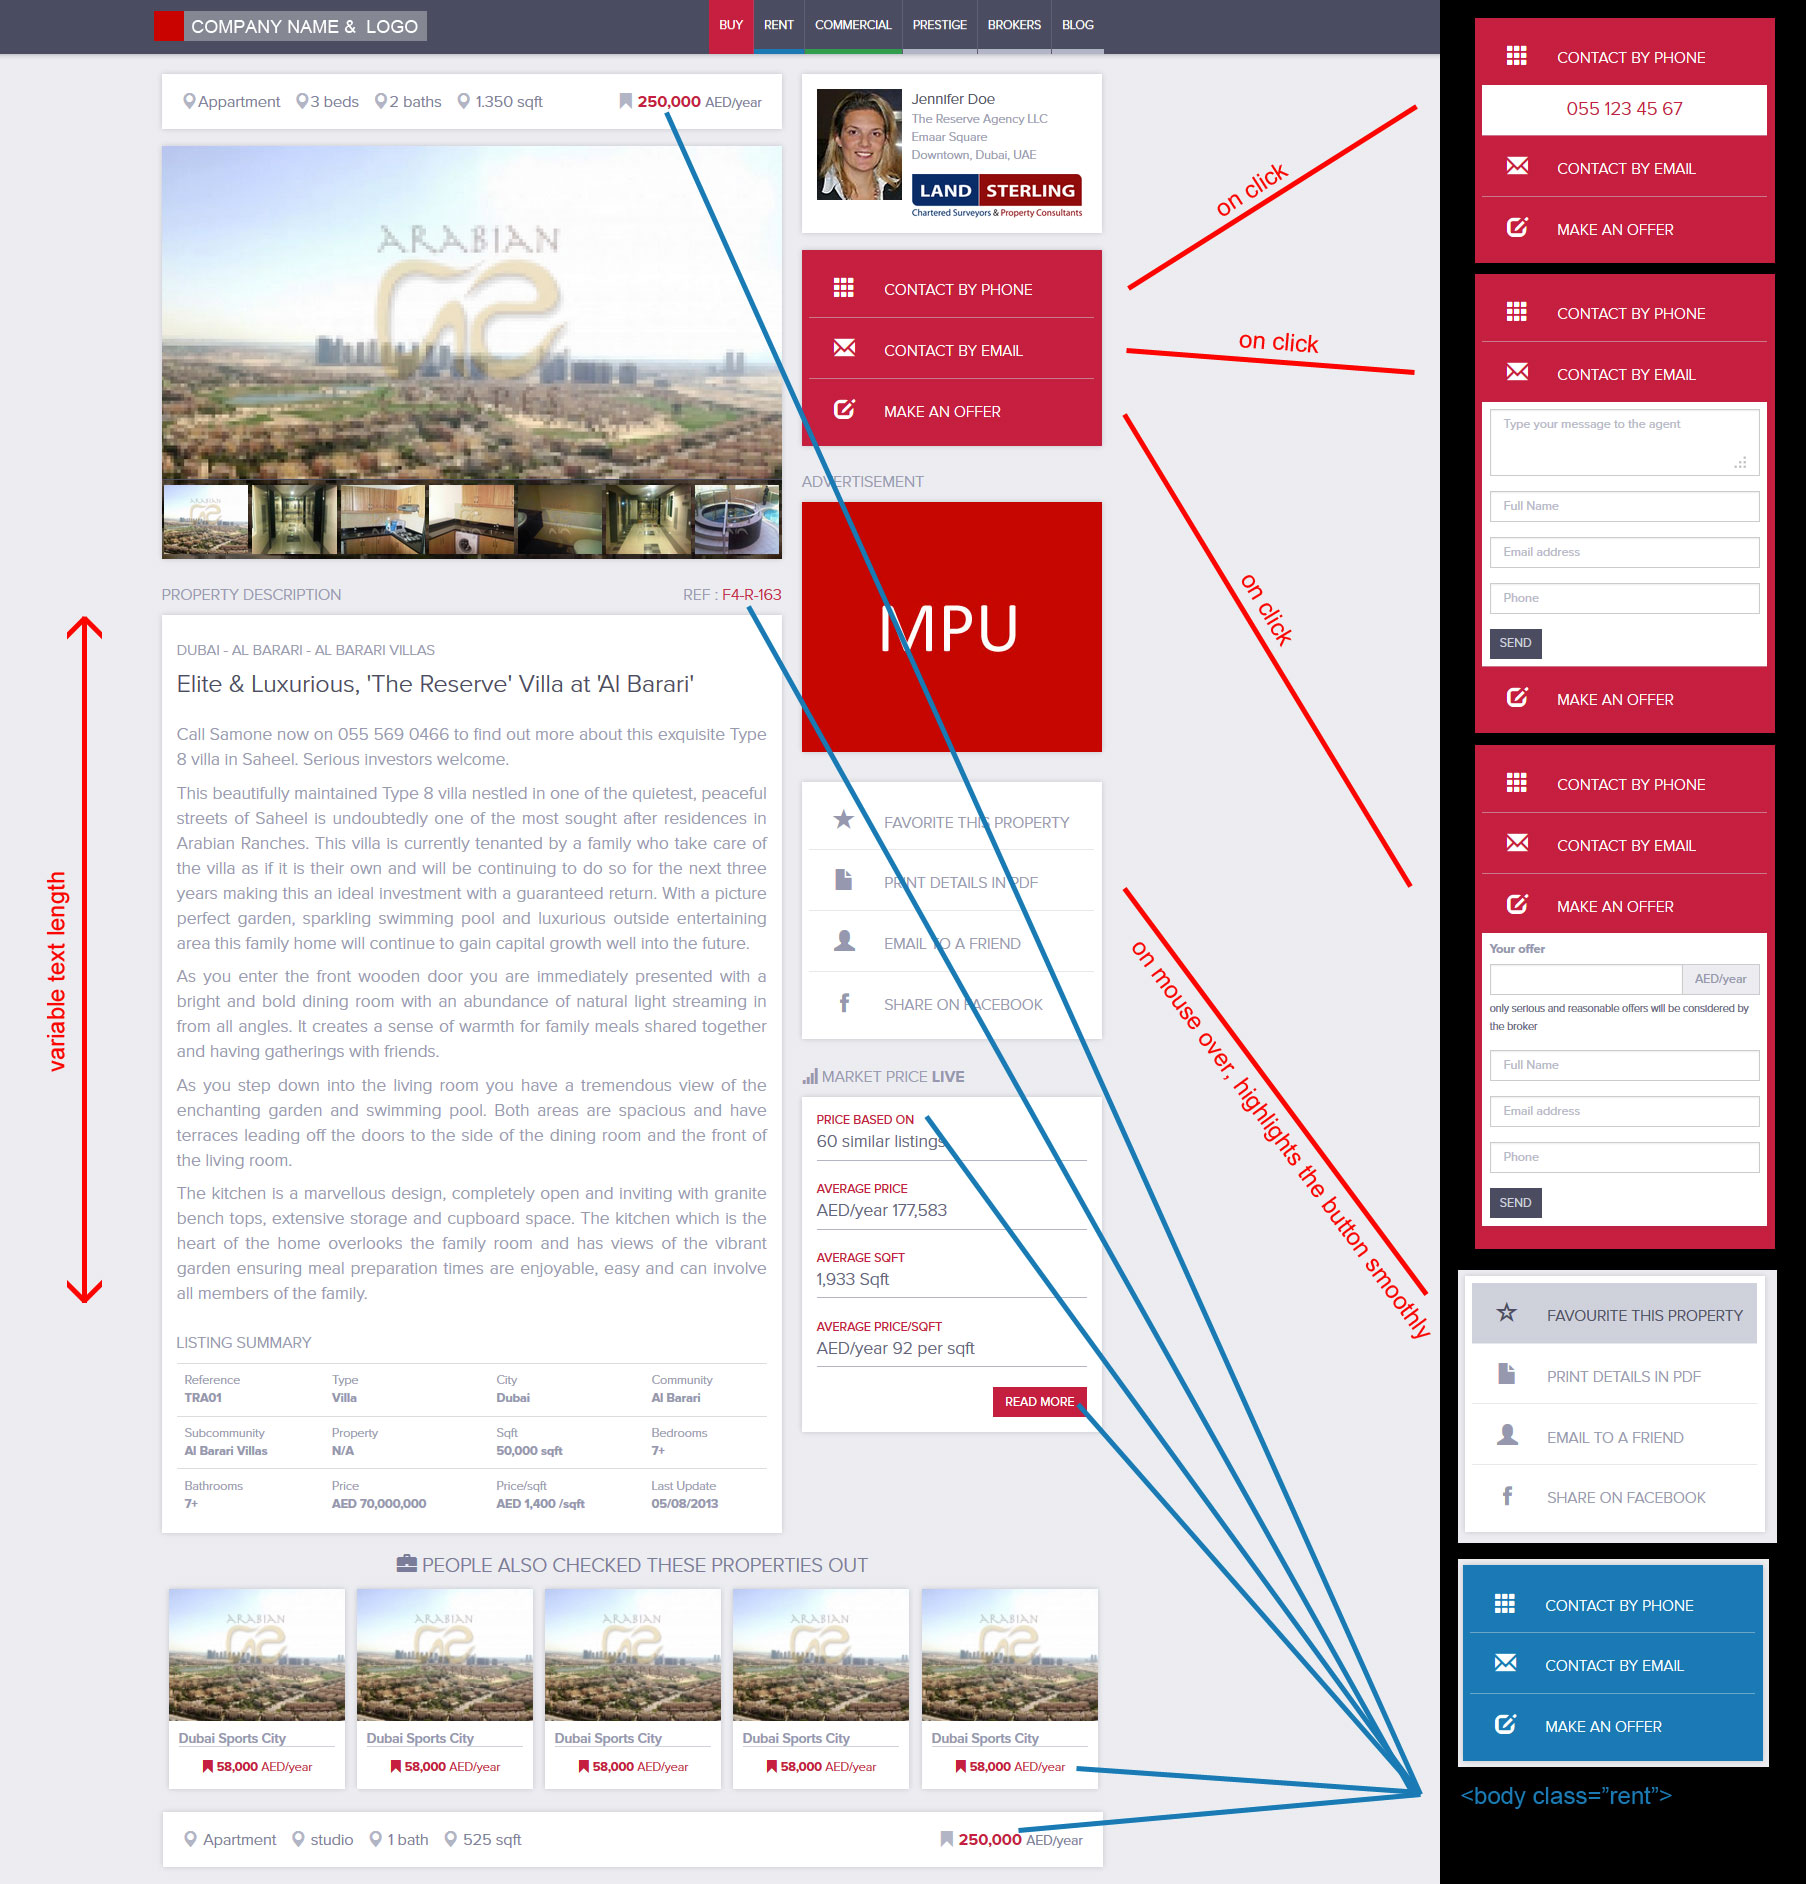 COMPANY NAME & LOGO
BUY
RENT
COMMERCIAL
PRESTIGE
BROKERS
BLOG
Appartment
3 beds
2 baths
1.350 sqft
250,000 AED/year
ARABIAN
Jennifer Doe
The Reserve Agency LLC
Emaar Square
Downtown, Dubai, UAE
LAND STERLING
Chartered Surveyors & Property Consultants
CONTACT BY PHONE
CONTACT BY EMAIL
MAKE AN OFFER
ADVERTISEMENT
MPU
PROPERTY DESCRIPTION
REF : F4-R-163
variable text length
DUBAI - AL BARARI - AL BARARI VILLAS
Elite & Luxurious, 'The Reserve' Villa at 'Al Barari'
Call Samone now on 055 569 0466 to find out more about this exquisite Type
8 villa in Saheel. Serious investors welcome.
This beautifully maintained Type 8 villa nestled in one of the quietest, peaceful
streets of Saheel is undoubtedly one of the most sought after residences in
Arabian Ranches. This villa is currently tenanted by a family who take care of
the villa as if it is their own and will be continuing to do so for the next three
years making this an ideal investment with a guaranteed return. With a picture
perfect garden, sparkling swimming pool and luxurious outside entertaining
area this family home will continue to gain capital growth well into the future.
As you enter the front wooden door you are immediately presented with a
bright and bold dining room with an abundance of natural light streaming in
from all angles. It creates a sense of warmth for family meals shared together
and having gatherings with friends.
As you step down into the living room you have a tremendous view of the
enchanting garden and swimming pool. Both areas are spacious and have
terraces leading off the doors to the side of the dining room and the front of
the living room.
The kitchen is a marvellous design, completely open and inviting with granite
bench tops, extensive storage and cupboard space. The kitchen which is the
heart of the home overlooks the family room and has views of the vibrant
garden ensuring meal preparation times are enjoyable, easy and can involve
all members of the family.
LISTING SUMMARY
Reference Type City Community
TRA01 Villa Dubai Al Barari
Subcommunity Property Sqft Bedrooms
Al Barari Villas N/A 50,000 sqft 7+
Bathrooms Price Price/sqft Last Update
7+ AED 70,000,000 AED 1,400 /sqft 05/08/2013
FAVORITE THIS PROPERTY
PRINT DETAILS IN PDF
EMAIL TO A FRIEND
SHARE ON FACEBOOK
MARKET PRICE LIVE
PRICE BASED ON
60 similar listings
AVERAGE PRICE
AED/year 177,583
AVERAGE SQFT
1,933 Sqft
AVERAGE PRICE/SQFT
AED/year 92 per sqft
READ MORE
PEOPLE ALSO CHECKED THESE PROPERTIES OUT
ARABIAN
ARABIAN
ARABIAN
ARABIAN
ARABIAN
Dubai Sports City
58,000 AED/year
Dubai Sports City
58,000 AED/year
Dubai Sports City
58,000 AED/year
Dubai Sports City
58,000 AED/year
Dubai Sports City
58,000 AED/year
Apartment
studio
1 bath
525 sqft
250,000 AED/year
on click
on click
on click
on mouse over, highlights the button smoothly
CONTACT BY PHONE
055 123 45 67
CONTACT BY EMAIL
MAKE AN OFFER
CONTACT BY PHONE
CONTACT BY EMAIL
Type your message to the agent
Full Name
Email address
Phone
SEND
MAKE AN OFFER
CONTACT BY PHONE
CONTACT BY EMAIL
MAKE AN OFFER
Your offer
AED/year
only serious and reasonable offers will be considered by
the broker
Full Name
Email address
Phone
SEND
FAVOURITE THIS PROPERTY
PRINT DETAILS IN PDF
EMAIL TO A FRIEND
SHARE ON FACEBOOK
CONTACT BY PHONE
CONTACT BY EMAIL
MAKE AN OFFER
<body class=”rent”>